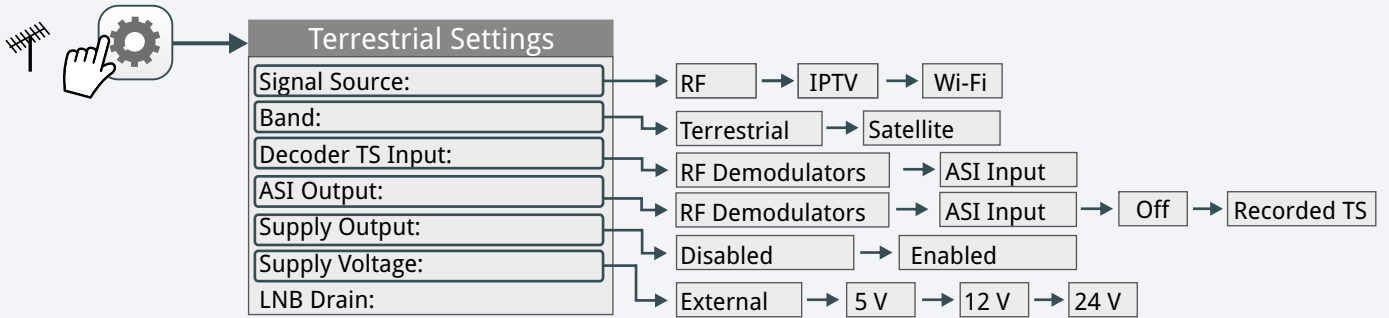 Terrestrial Settings
Signal Source: RF IPTV Wi-Fi
Band: Terrestrial Satellite
Decoder TS Input: RF Demodulators ASI Input
ASI Output: RF Demodulators ASI Input Off Recorded TS
Supply Output: Disabled Enabled
Supply Voltage: External 5 V 12 V 24 V
LNB Drain: